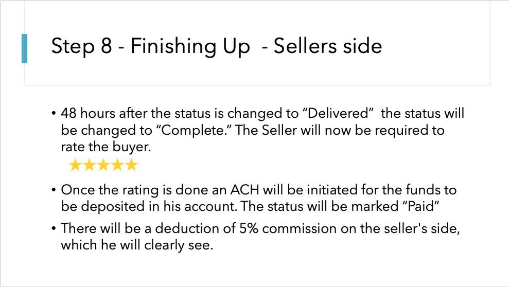 Step 8 - Finishing Up  - Sellers side
• 48 hours after the status is changed to “Delivered”  the status will
be changed to “Complete.” The Seller will now be required to
rate the buyer.
• Once the rating is done an ACH will be initiated for the funds to
be deposited in his account. The status will be marked “Paid”
• There will be a deduction of 5% commission on the seller's side,
which he will clearly see.